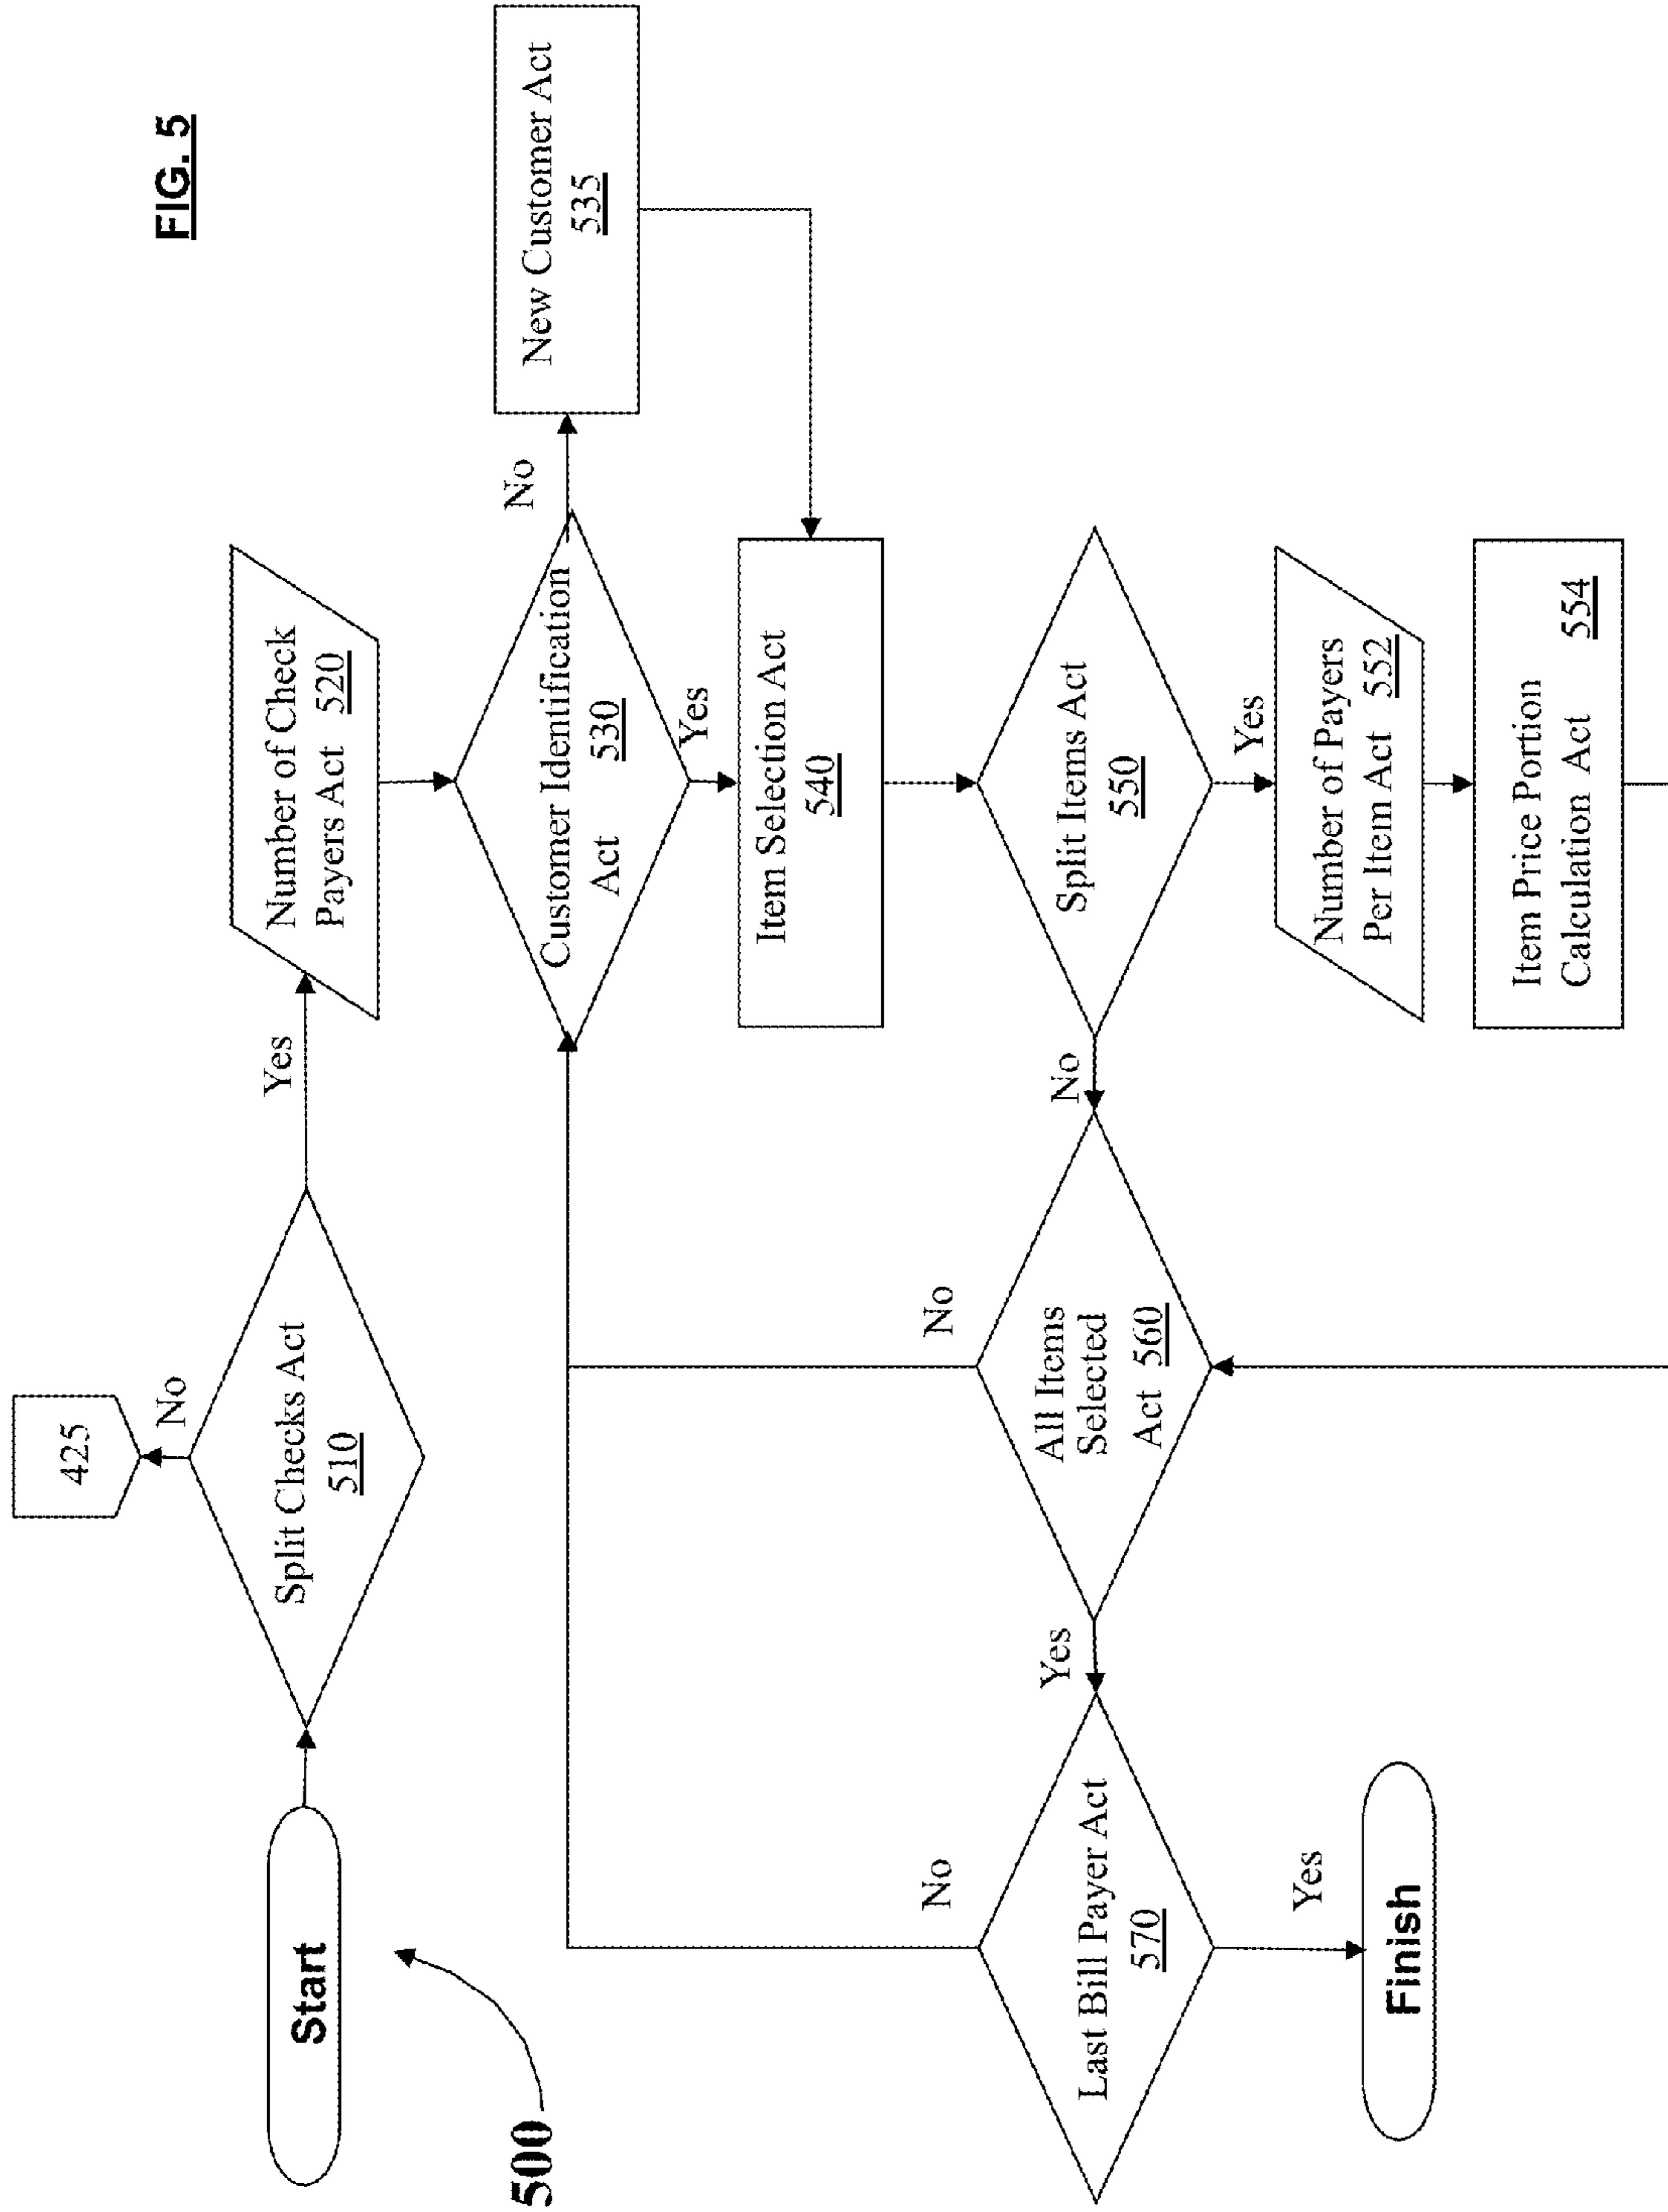 FIG. 5
425
No
Start
Split Checks Act
510
Yes
Number of Check
Payers Act 520
500
Customer Identification
Act 530
No
New Customer Act
535
Yes
Item Selection Act
540
No
No
Last Bill Payer Act
570
Yes
All Items
Selected
Act 560
No
Split Items Act
550
Yes
Yes
Number of Payers
Per Item Act 552
Finish
Item Price Portion
Calculation Act 554